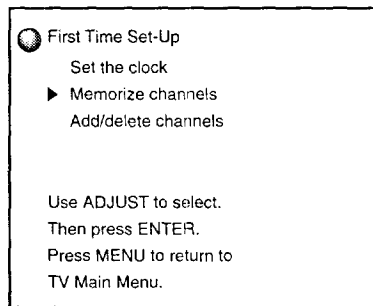 First Time Set-Up
Set the clock
Memorize channels
Add/delete channels
Use ADJUST to select.
Then press ENTER.
Press MENU to return to
TV Main Menu.